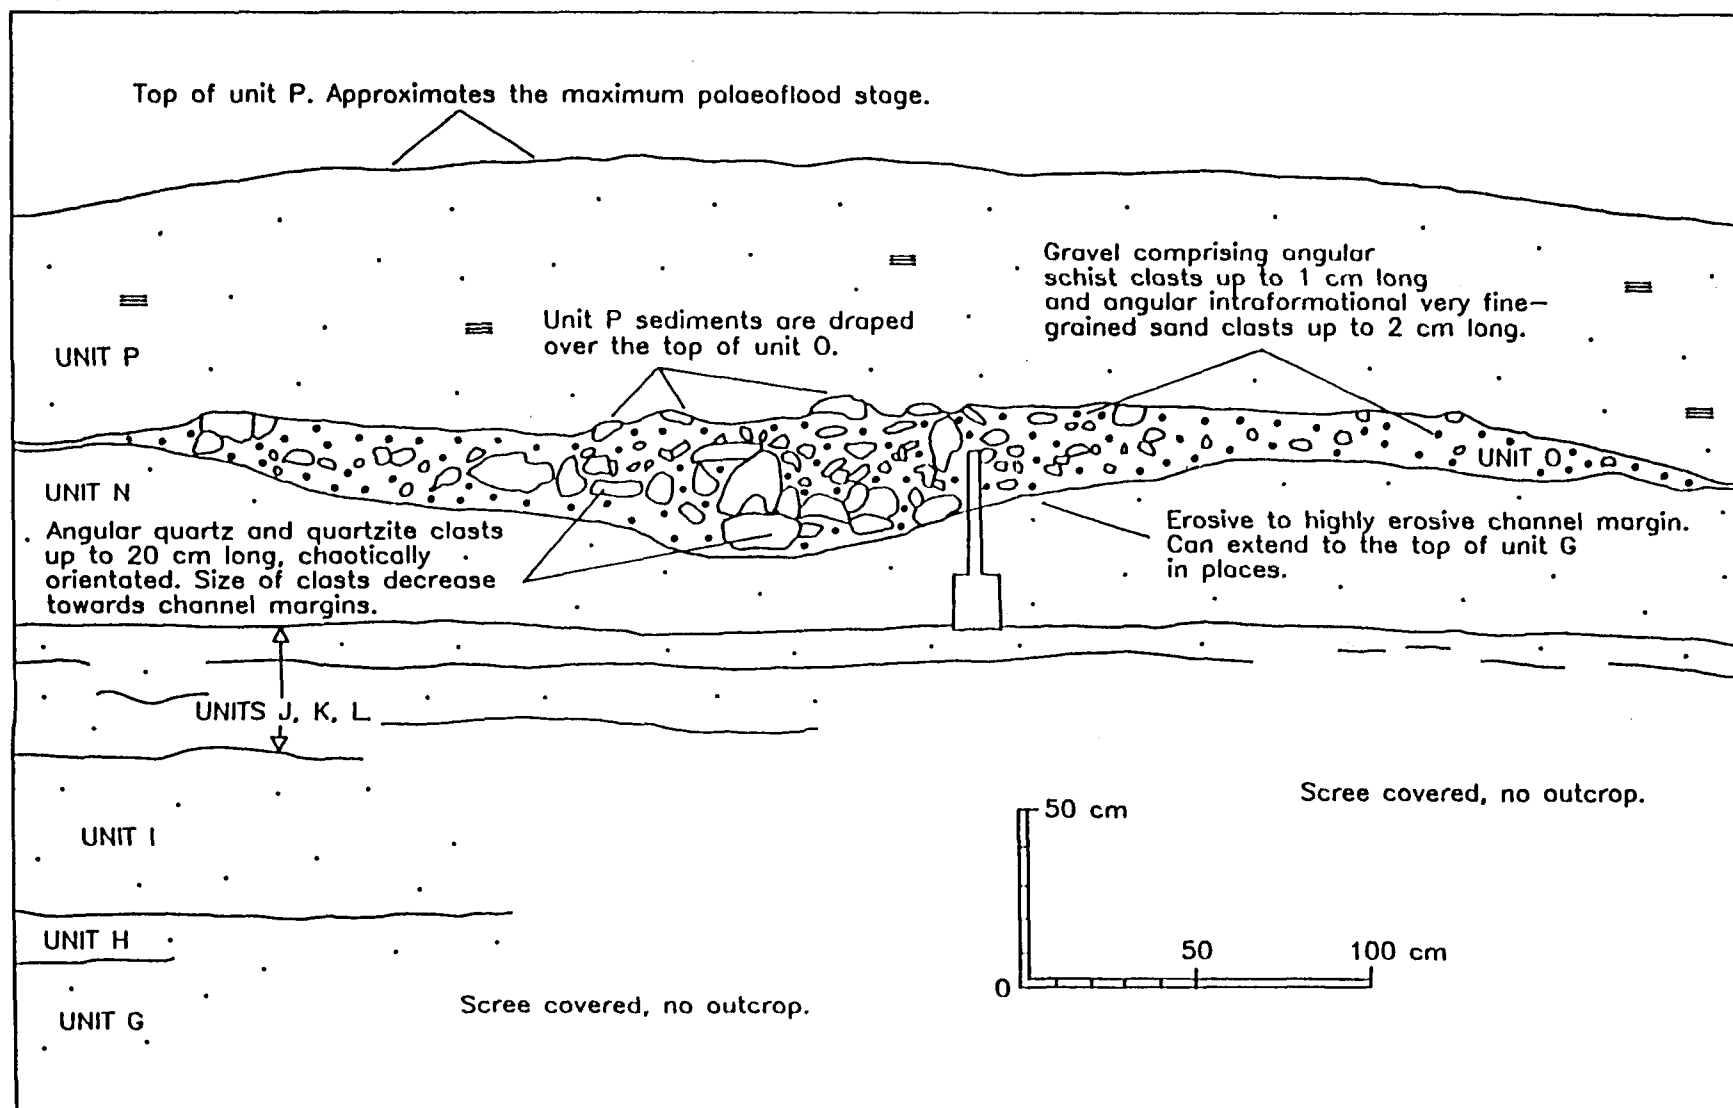 Top of unit P. Approximates the maximum palaeoflood stage.
Gravel comprising angular
schist clasts up to 1 cm long
and angular intraformational very fine-
grained sand clasts up to 2 cm long.
Unit P sediments are draped
over the top of unit O.
UNIT P
UNIT O
UNIT N
Angular quartz and quartzite clasts
up to 20 cm long, chaotically
orientated. Size of clasts decrease
towards channel margins.
Erosive to highly erosive channel margin.
Can extend to the top of unit G
in places.
UNITS J, K, L
Scree covered, no outcrop.
50 cm
UNIT I
UNIT H
50 100 cm
0
Scree covered, no outcrop.
UNIT G